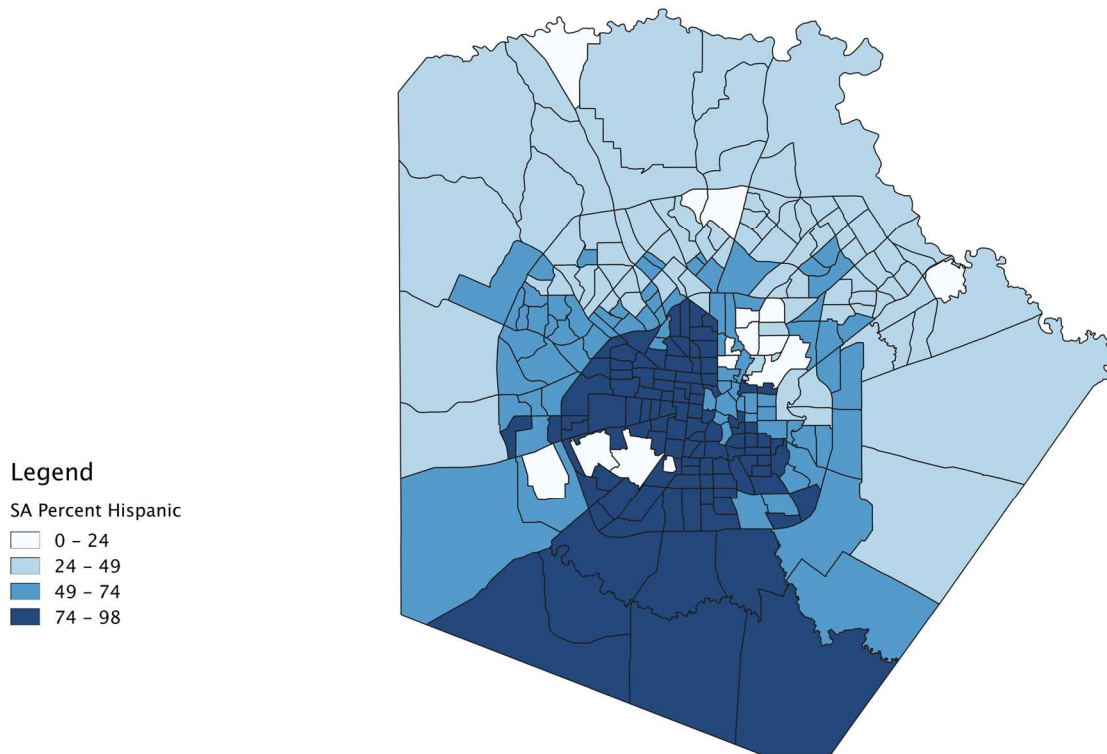 Legend
SA Percent Hispanic
0 – 24
24 – 49
49 – 74
74 – 98